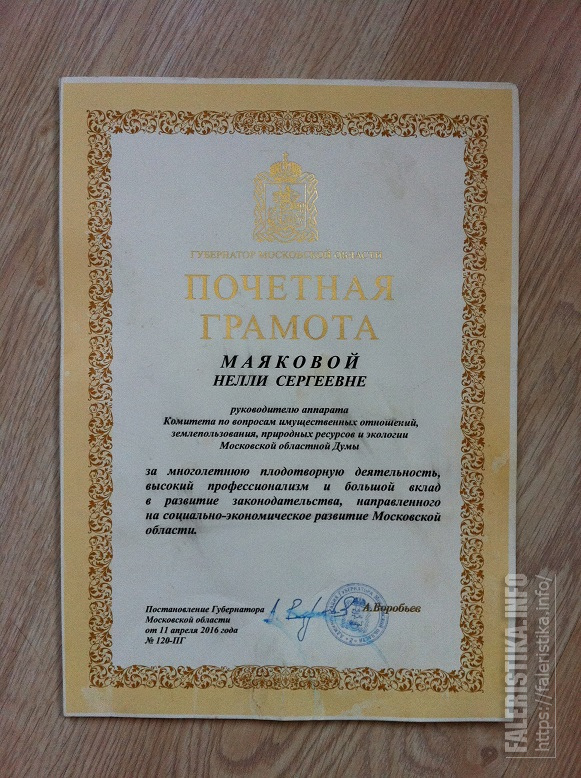 ГУБЕРНАТОР МОСКОВСКОЙ ОБЛАСТИ
ПОЧЕТНАЯ
ГРАМОТА
МАЯКОВОЙ
НЕЛЛИ СЕРГЕЕВНЕ
руководителю аппарата
Комитета по вопросам имущественных отношений,
землепользования, природных ресурсов и экологии
Московской областной Думы
за многолетнюю плодотворную деятельность,
высокий профессионализм и большой вклад
в развитие законодательства, направленного
на социально-экономическое развитие Московской
области.
Постановление Губернатора
Московской области
от 11 апреля 2016 года
№ 120-ПГ
А.Воробьев
FALERISTIKA.INFO
https://faleristika.info/